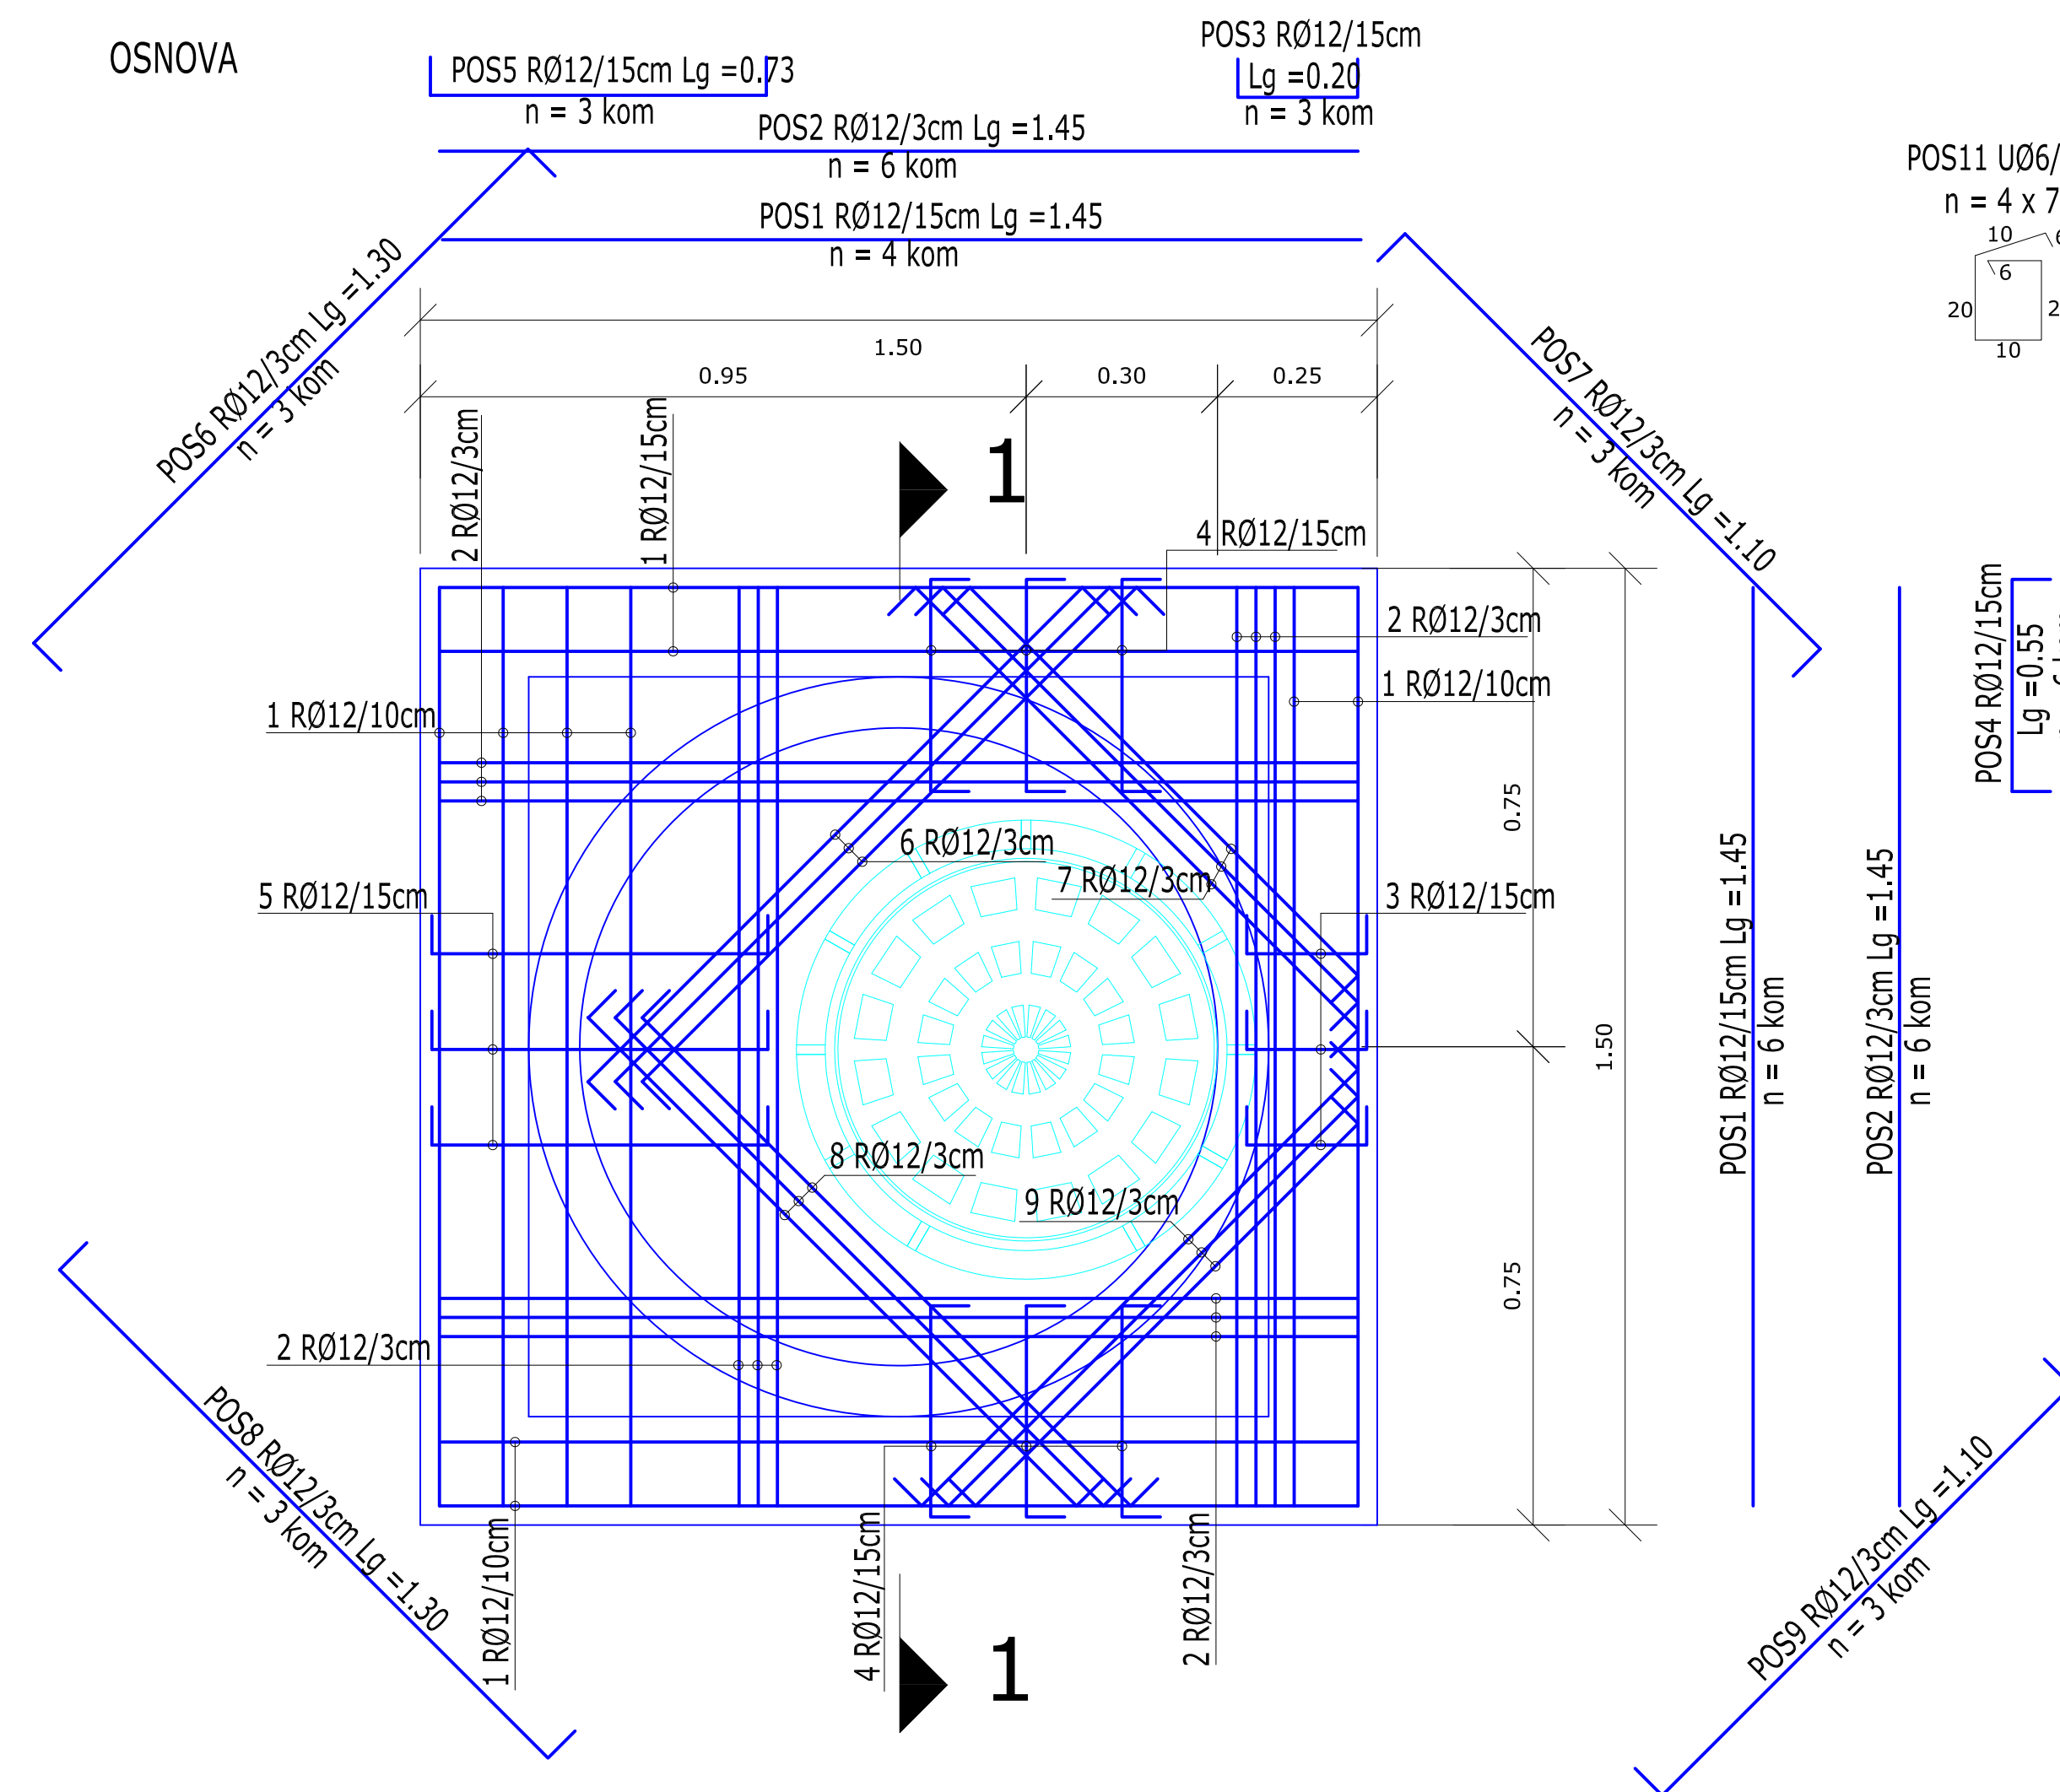 OSNOVA
POS5 RØ12/15cm Lg =0.73
n = 3 kom
POS3 RØ12/15cm
Lg =0.20
n = 3 kom
POS2 RØ12/3cm Lg =1.45
n = 6 kom
POS1 RØ12/15cm Lg =1.45
n = 4 kom
POS11 UØ6/
n = 4 x 7
10
6
20
10
POS6 RØ12/3cm Lg =1.30
n = 3 kom
POS7 RØ12/3cm Lg =1.10
n = 3 kom
1.50
0.95
0.30
0.25
2 RØ12/3cm
1 RØ12/15cm
1
4 RØ12/15cm
2 RØ12/3cm
1 RØ12/10cm
1 RØ12/10cm
POS4 RØ12/15cm
Lg =0.55
0.75
6 RØ12/3cm
7 RØ12/3cm
5 RØ12/15cm
3 RØ12/15cm
1.50
POS1 RØ12/15cm Lg =1.45
n = 6 kom
POS2 RØ12/3cm Lg =1.45
n = 6 kom
8 RØ12/3cm
9 RØ12/3cm
0.75
2 RØ12/3cm
POS8 RØ12/3cm Lg =1.30
n = 3 kom
1 RØ12/10cm
4 RØ12/15cm
2 RØ12/3cm
POS9 RØ12/3cm Lg =1.10
n = 3 kom
1